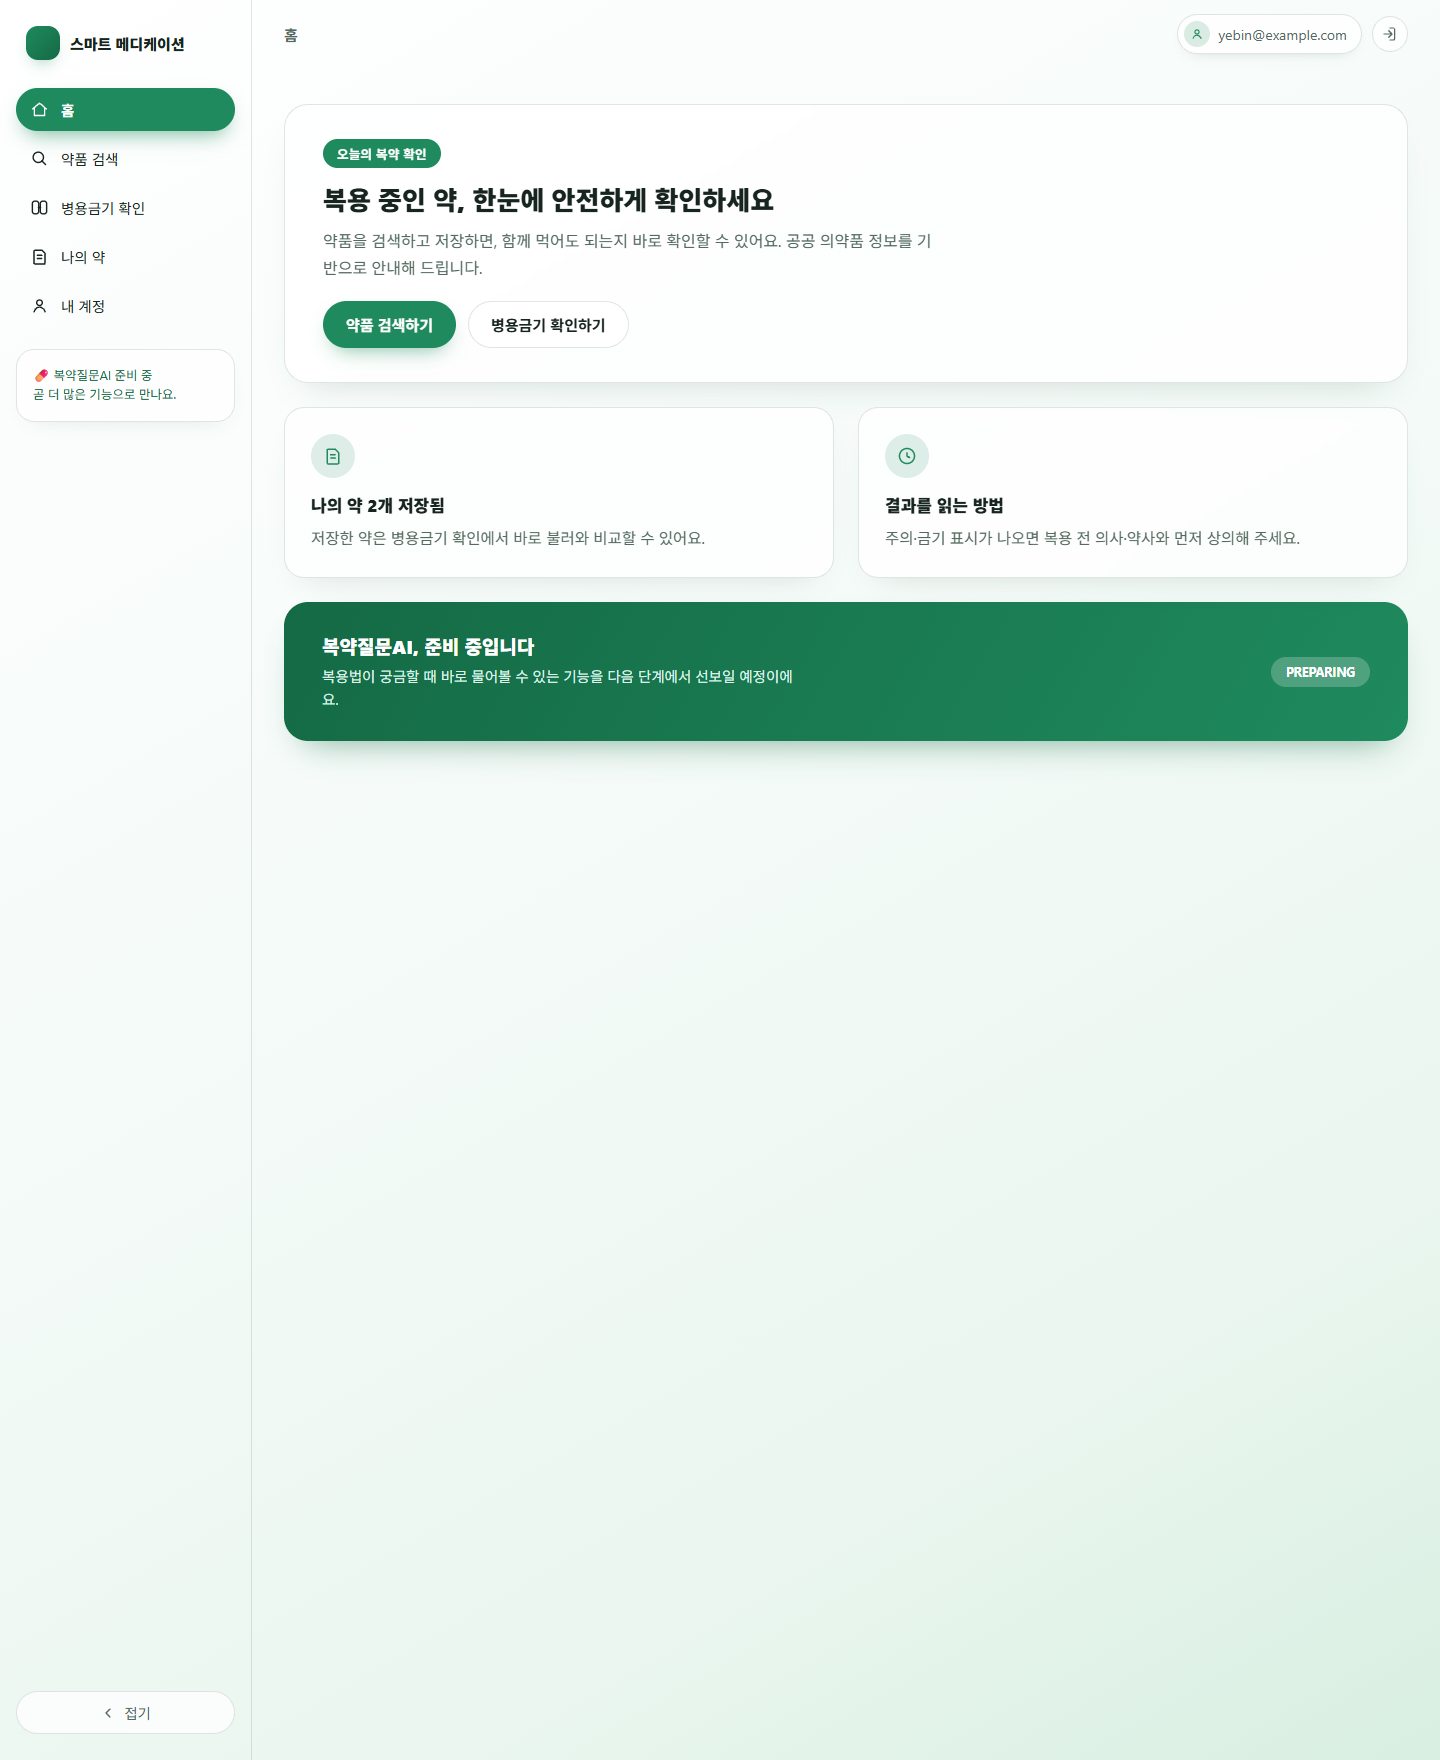 스마트 메디케이션
홈
약품 검색
병용금기 확인
나의 약
내 계정
복약질문AI 준비 중
곧 더 많은 기능으로 만나요.
접기
홈
yebin@example.com
오늘의 복약 확인
복용 중인 약, 한눈에 안전하게 확인하세요
약품을 검색하고 저장하면, 함께 먹어도 되는지 바로 확인할 수 있어요. 공공 의약품 정보를 기
반으로 안내해 드립니다.
약품 검색하기
병용금기 확인하기
나의 약 2개 저장됨
저장한 약은 병용금기 확인에서 바로 불러와 비교할 수 있어요.
결과를 읽는 방법
주의·금기 표시가 나오면 복용 전 의사·약사와 먼저 상의해 주세요.
복약질문AI, 준비 중입니다
복용법이 궁금할 때 바로 물어볼 수 있는 기능을 다음 단계에서 선보일 예정이에
요.
PREPARING